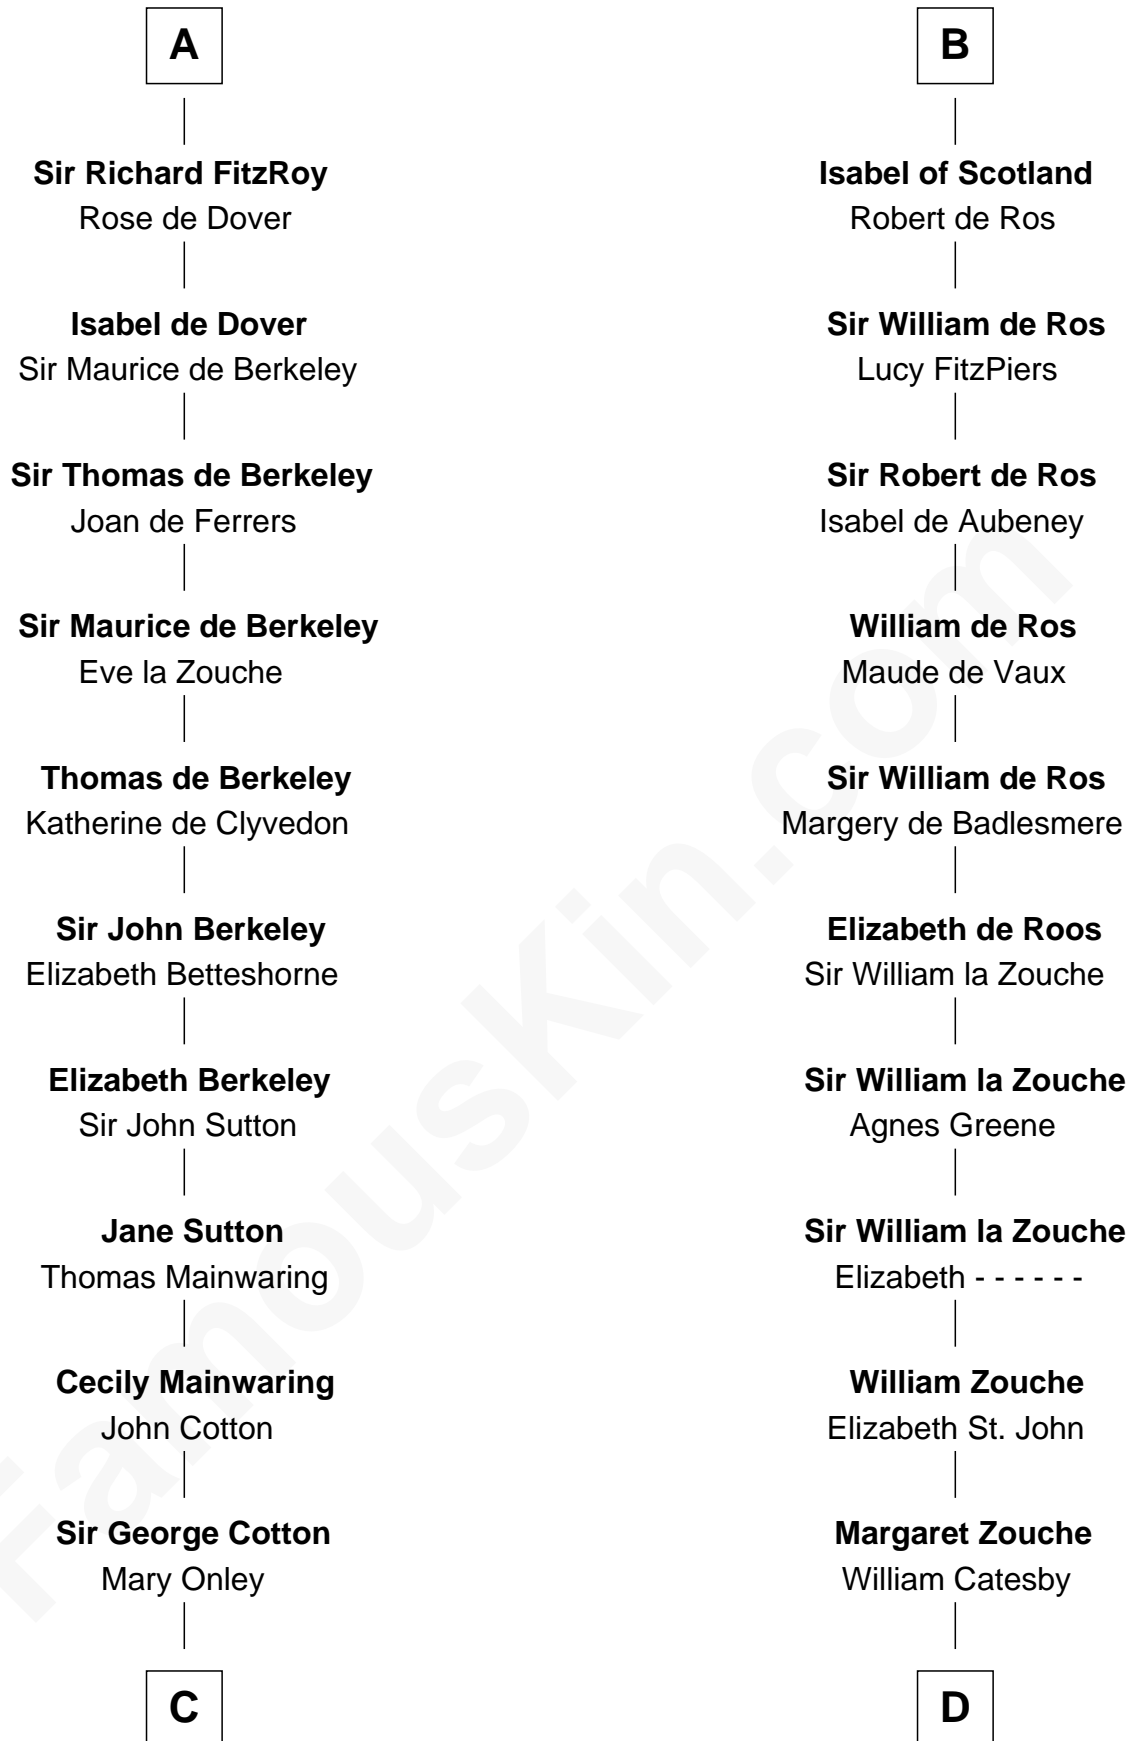 A
Sir Richard FitzRoy
Rose de Dover
Isabel de Dover
Sir Maurice de Berkeley
Sir Thomas de Berkeley
Joan de Ferrers
Sir Maurice de Berkeley
Eve la Zouche
Thomas de Berkeley
Katherine de Clyvedon
Sir John Berkeley
Elizabeth Betteshorne
Elizabeth Berkeley
Sir John Sutton
Jane Sutton
Thomas Mainwaring
Cecily Mainwaring
John Cotton
Sir George Cotton
Mary Onley
C
B
Isabel of Scotland
Robert de Ros
Sir William de Ros
Lucy FitzPiers
Sir Robert de Ros
Isabel de Aubeney
William de Ros
Maude de Vaux
Sir William de Ros
Margery de Badlesmere
Elizabeth de Roos
Sir William la Zouche
Sir William la Zouche
Agnes Greene
Sir William la Zouche
Elizabeth - - - - - -
William Zouche
Elizabeth St. John
Margaret Zouche
William Catesby
D
FamousKin.com